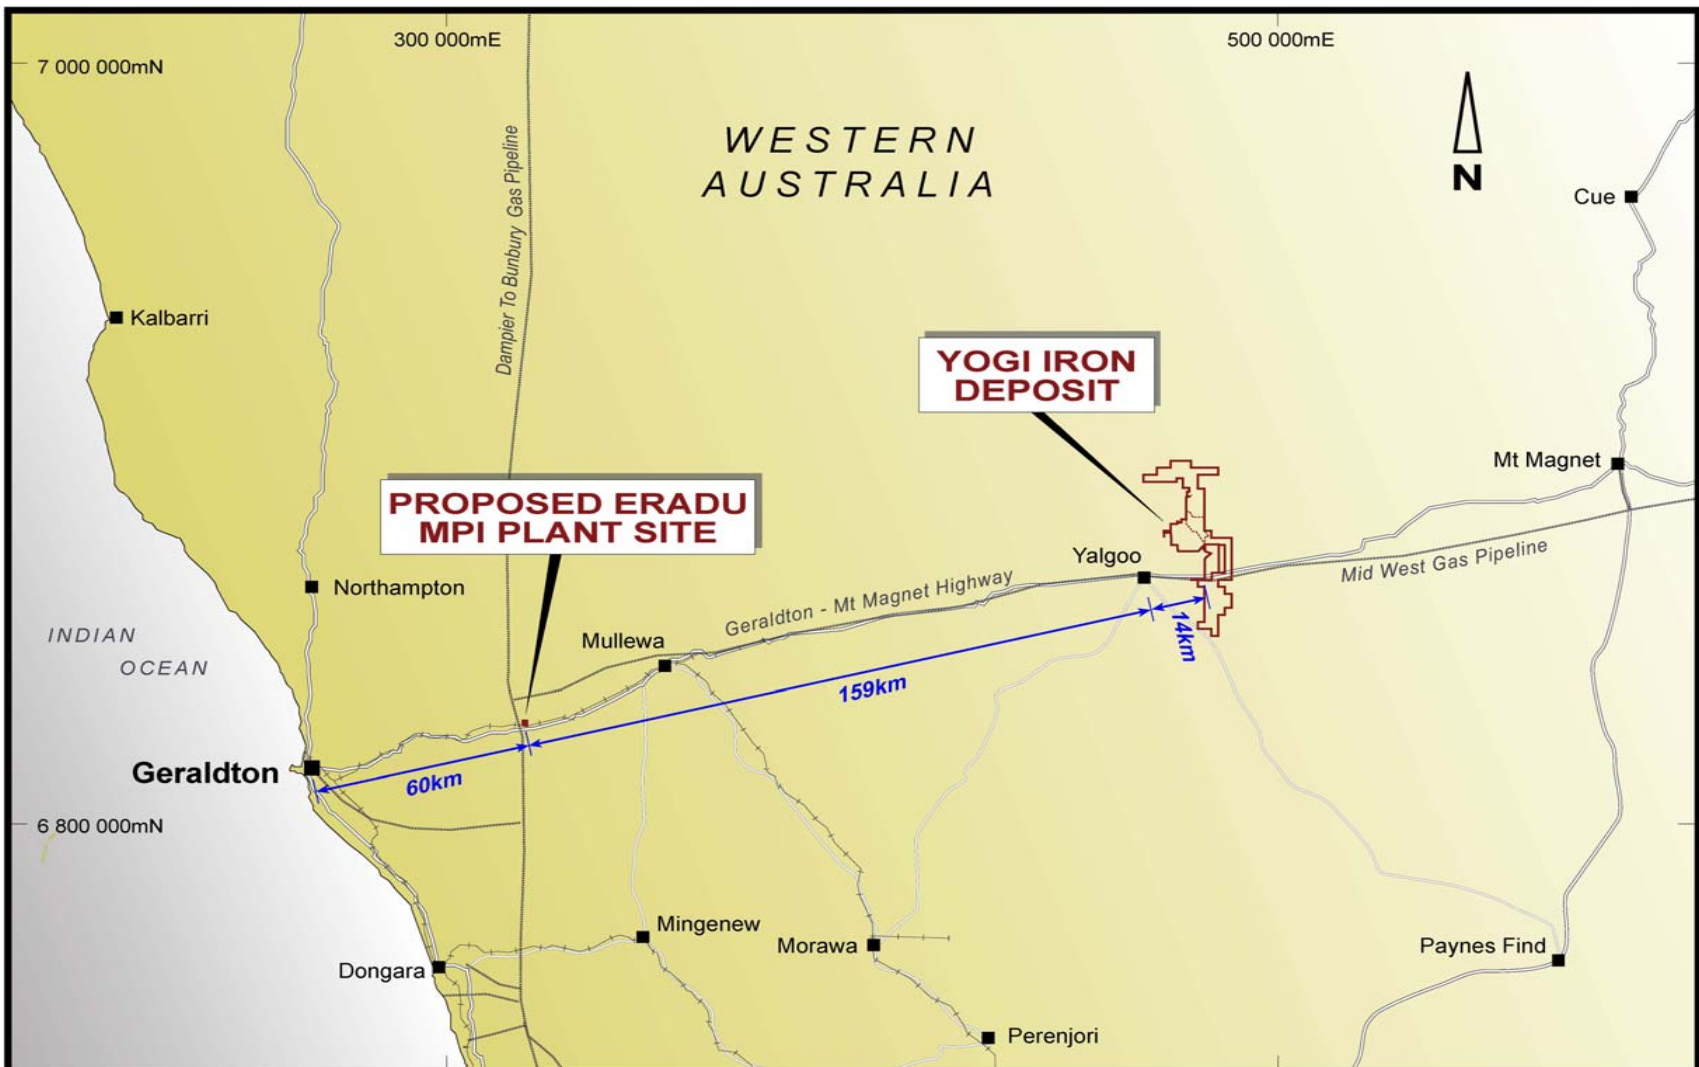 300 000mE
500 000mE
7 000 000mN
WESTERN
AUSTRALIA
Dampier To Bunbury Gas Pipeline
N
Cue
Kalbarri
YOGI IRON
DEPOSIT
Mt Magnet
PROPOSED ERADU
MPI PLANT SITE
Yalgoo
Mid West Gas Pipeline
Northampton
Geraldton - Mt Magnet Highway
INDIAN
OCEAN
Mullewa
14km
159km
Geraldton
60km
6 800 000mN
Mingenew
Morawa
Paynes Find
Dongara
Perenjori